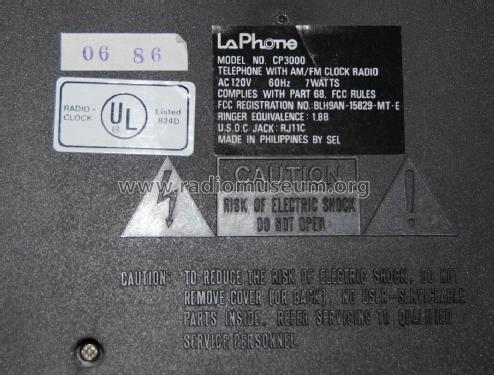 06 86
LaPhone
MODEL NO. CP3000
TELEPHONE WITH AM/FM CLOCK RADIO
AC 120V 60Hz 7WATTS
COMPLIES WITH PART 68, FCC RULES
FCC REGISTRATION NO.: BLH9AN-15829-MT-E
RINGER EQUIVALENCE: 1.8B
U.S.O.C JACK: RJ11C
MADE IN PHILIPPINES BY SEL
RADIO-
CLOCK
UL
Listed
824D
www.radiomuseum.org
CAUTION
RISK OF ELECTRIC SHOCK
DO NOT OPEN
CAUTION: TO REDUCE THE RISK OF ELECTRIC SHOCK, DO NOT
REMOVE COVER (OR BACK). NO USER-SERVICEABLE
PARTS INSIDE. REFER SERVICING TO QUALIFIED
SERVICE PERSONNEL.